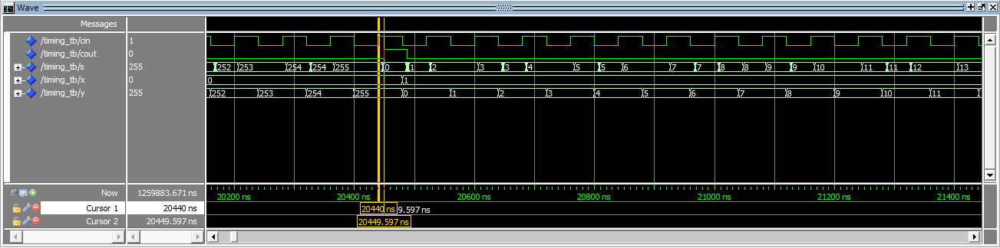 Wave
Messages
/timing_tb/cin 1
/timing_tb/cout 0
/timing_tb/s 255 252 253 254 254 255 0 1 2 3 3 4 5 5 6 7 7 8 8 9 9 10 11 11 12 13
/timing_tb/x 0 0 1
/timing_tb/y 255 252 253 254 255 0 1 2 3 4 5 6 7 8 9 10 11
Now 1259883.671 ns 20200 ns 20400 ns 20600 ns 20800 ns 21000 ns 21200 ns 21400 ns
Cursor 1 20440 ns 20440 ns 9.597 ns
Cursor 2 20449.597 ns 20449.597 ns